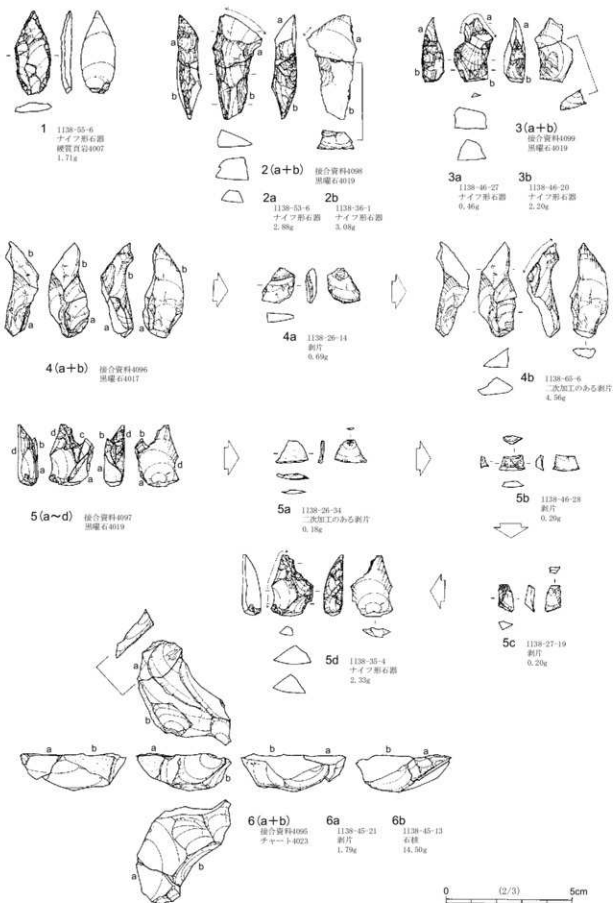 1
1138-55-6
ナイフ形石器
硬質頁岩4007
1.71g
2 (a+b)
接合資料4098
黒曜石4019
2a
1138-53-6
ナイフ形石器
2.88g
2b
1138-36-1
ナイフ形石器
3.08g
3 (a+b)
接合資料4099
黒曜石4019
3a
1138-46-27
ナイフ形石器
0.46g
3b
1138-46-20
ナイフ形石器
2.20g
4 (a+b)
接合資料4096
黒曜石4017
4a
1138-26-14
剥片
0.69g
4b
1138-65-6
二次加工のある剥片
4.56g
5 (a~d)
接合資料4097
黒曜石4019
5a
1138-26-34
二次加工のある剥片
0.18g
5b
1138-46-28
剥片
0.20g
5c
1138-27-19
剥片
0.20g
5d
1138-35-4
ナイフ形石器
2.33g
6 (a+b)
接合資料4095
チャート4023
6a
1138-45-21
剥片
1.79g
6b
1138-45-13
石核
14.50g
0 (2/3) 5cm